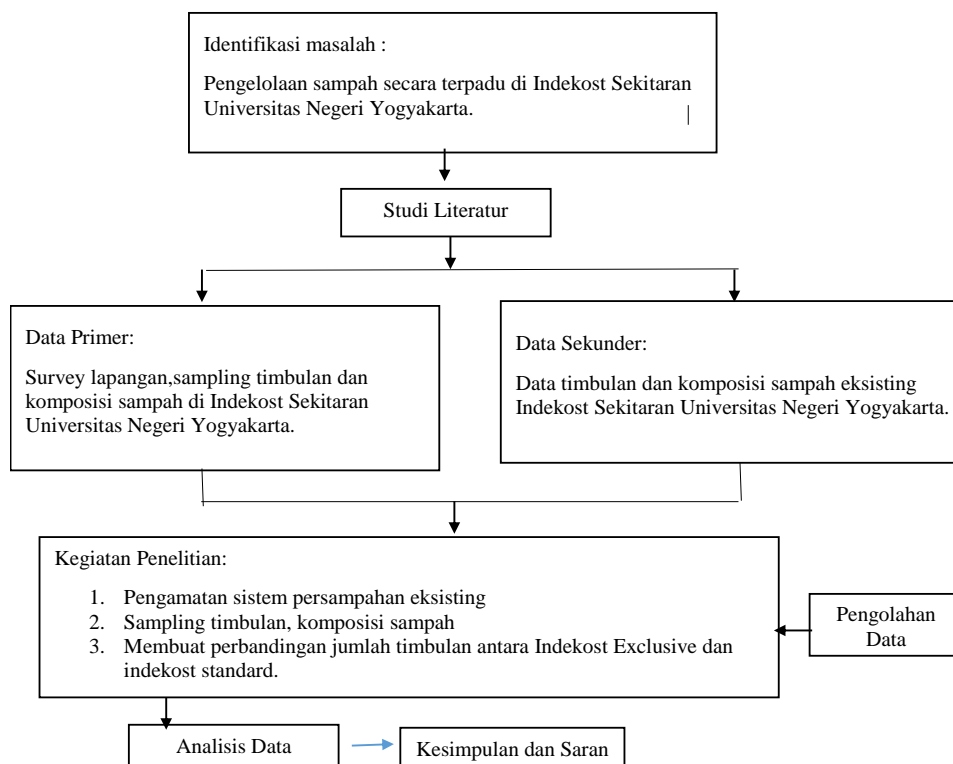 Identifikasi masalah :
Pengelolaan sampah secara terpadu di Indekost Sekitaran
Universitas Negeri Yogyakarta.
Studi Literatur
Data Primer:
Survey lapangan,sampling timbulan dan
komposisi sampah di Indekost Sekitaran
Universitas Negeri Yogyakarta.
Data Sekunder:
Data timbulan dan komposisi sampah eksisting
Indekost Sekitaran Universitas Negeri Yogyakarta.
Kegiatan Penelitian:
1. Pengamatan sistem persampahan eksisting
2. Sampling timbulan, komposisi sampah
3. Membuat perbandingan jumlah timbulan antara Indekost Exclusive dan
indekost standard.
Pengolahan
Data
Analisis Data
Kesimpulan dan Saran